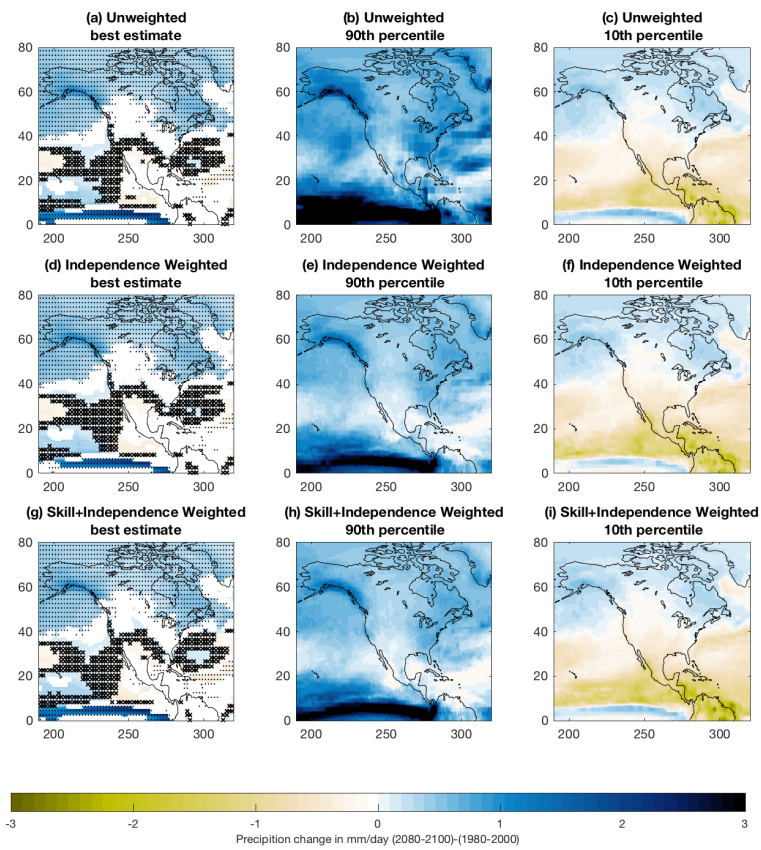 (a) Unweighted
best estimate
(b) Unweighted
90th percentile
(c) Unweighted
10th percentile
80
60
40
20
0
200 250 300
80
60
40
20
0
200 250 300
80
60
40
20
0
200 250 300
(d) Independence Weighted
best estimate
(e) Independence Weighted
90th percentile
(f) Independence Weighted
10th percentile
80
60
40
20
0
200 250 300
80
60
40
20
0
200 250 300
80
60
40
20
0
200 250 300
(g) Skill+Independence Weighted
best estimate
(h) Skill+Independence Weighted
90th percentile
(i) Skill+Independence Weighted
10th percentile
80
60
40
20
0
200 250 300
80
60
40
20
0
200 250 300
80
60
40
20
0
200 250 300
-3 -2 -1 0 1 2 3
Precipition change in mm/day (2080-2100)-(1980-2000)